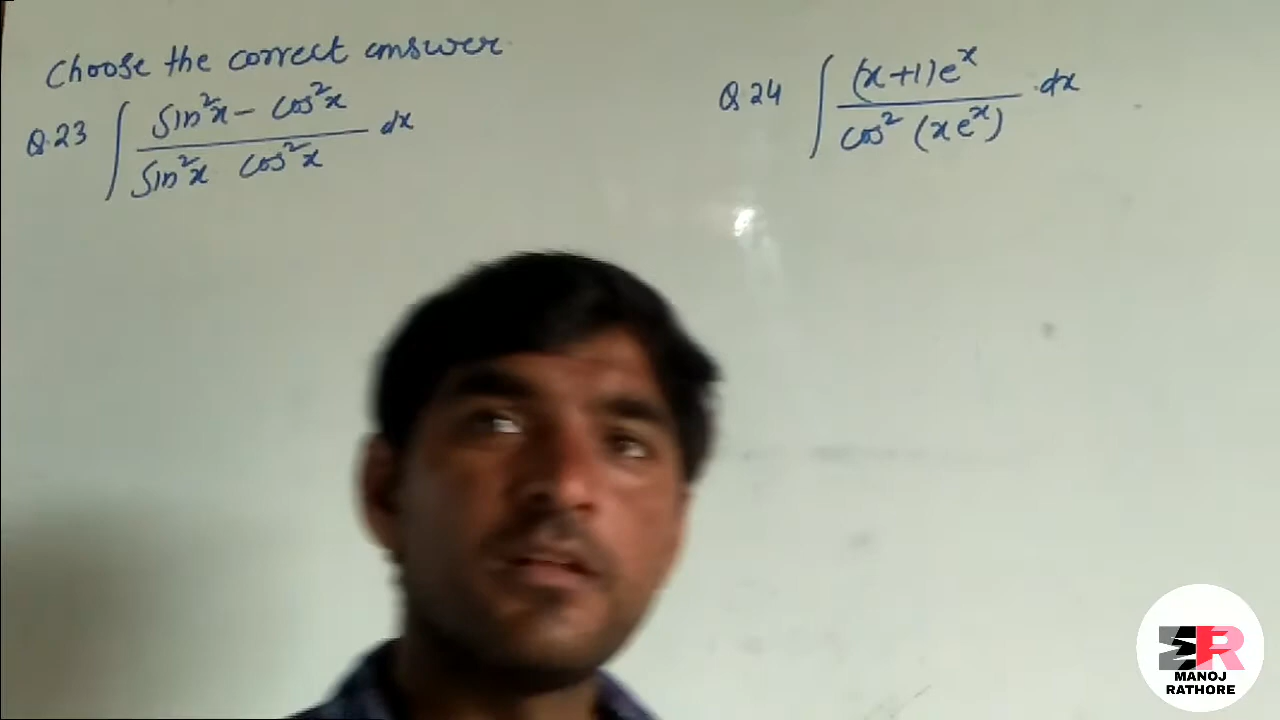 Choose the correct answer
Q.23 ∫ (sin²x - cos²x)/(sin²x cos²x) dx
Q 24 ∫ (x+1)eˣ/(cos² (xeˣ)) dx
MANOJ
RATHORE